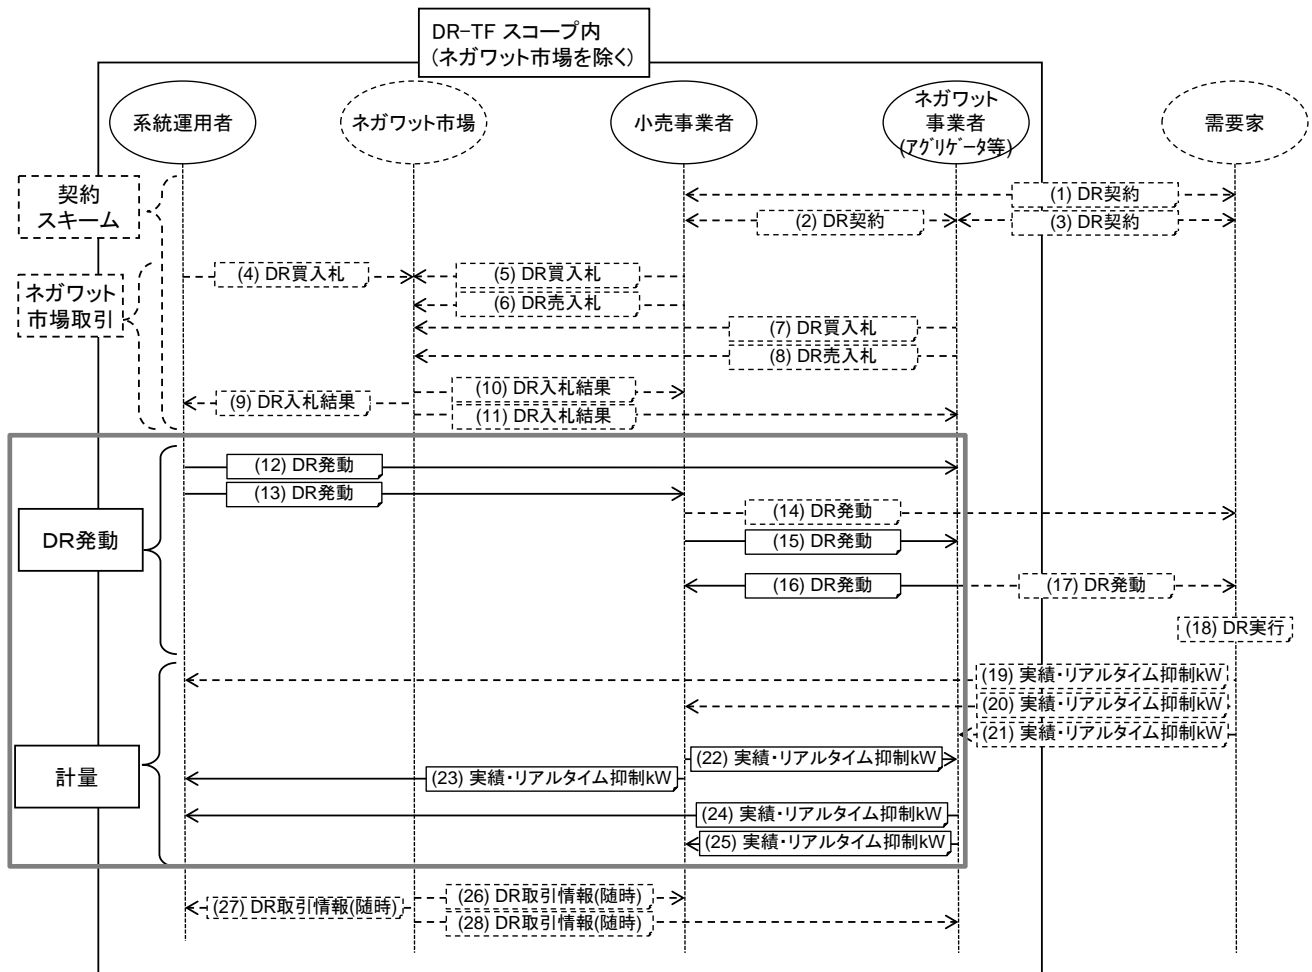 DR-TF スコープ内
(ネガワット市場を除く)
系統運用者
ネガワット市場
小売事業者
ネガワット
事業者
(アグリゲータ等)
需要家
契約
スキーム
(1) DR契約
(2) DR契約
(3) DR契約
ネガワット
市場取引
(4) DR買入札
(5) DR買入札
(6) DR売入札
(7) DR買入札
(8) DR売入札
(9) DR入札結果
(10) DR入札結果
(11) DR入札結果
DR発動
(12) DR発動
(13) DR発動
(14) DR発動
(15) DR発動
(16) DR発動
(17) DR発動
(18) DR実行
計量
(19) 実績・リアルタイム抑制kW
(20) 実績・リアルタイム抑制kW
(21) 実績・リアルタイム抑制kW
(22) 実績・リアルタイム抑制kW
(23) 実績・リアルタイム抑制kW
(24) 実績・リアルタイム抑制kW
(25) 実績・リアルタイム抑制kW
(26) DR取引情報(随時)
(27) DR取引情報(随時)
(28) DR取引情報(随時)